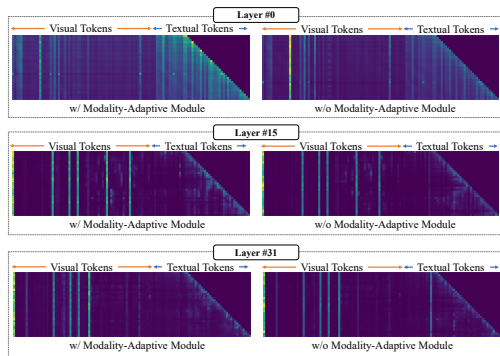 Layer #0
Visual Tokens Textual Tokens Visual Tokens Textual Tokens
w/ Modality-Adaptive Module w/o Modality-Adaptive Module
Layer #15
Visual Tokens Textual Tokens Visual Tokens Textual Tokens
w/ Modality-Adaptive Module w/o Modality-Adaptive Module
Layer #31
Visual Tokens Textual Tokens Visual Tokens Textual Tokens
w/ Modality-Adaptive Module w/o Modality-Adaptive Module